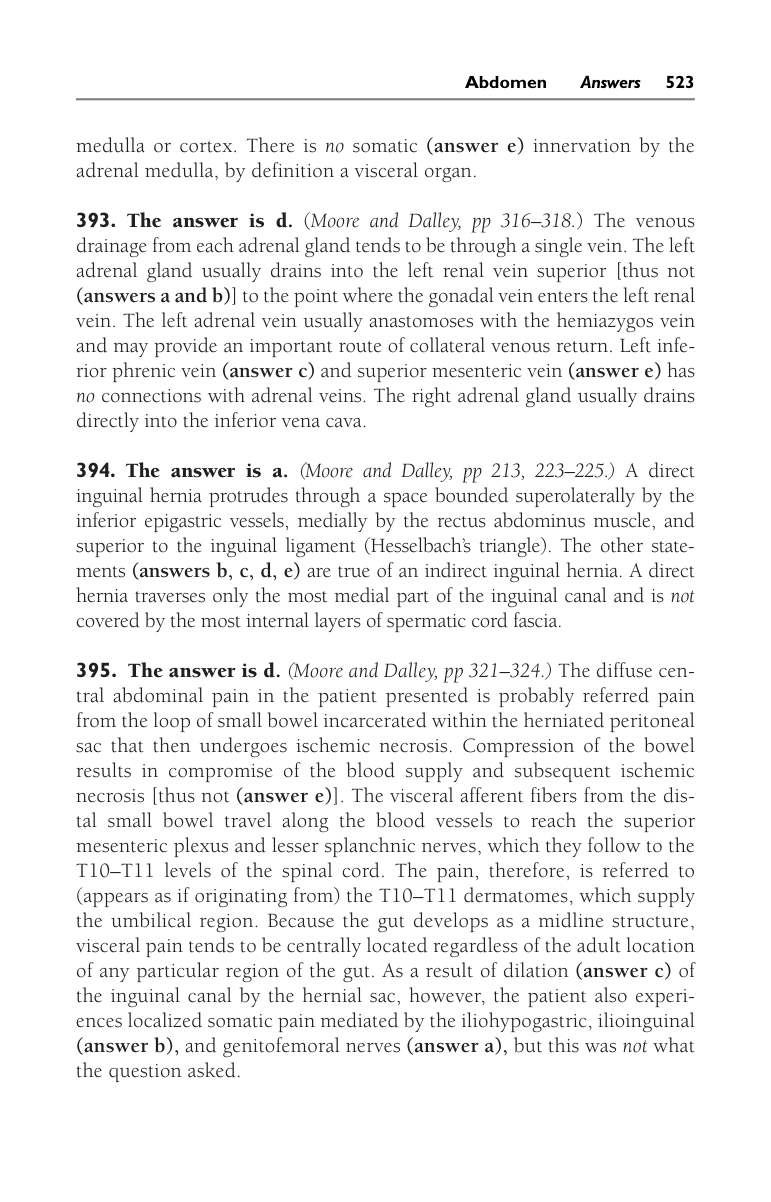 Abdomen Answers 523
medulla or cortex. There is no somatic (answer e) innervation by the
adrenal medulla, by definition a visceral organ.
393. The answer is d. (Moore and Dalley, pp 316–318.) The venous
drainage from each adrenal gland tends to be through a single vein. The left
adrenal gland usually drains into the left renal vein superior [thus not
(answers a and b)] to the point where the gonadal vein enters the left renal
vein. The left adrenal vein usually anastomoses with the hemiazygos vein
and may provide an important route of collateral venous return. Left infe-
rior phrenic vein (answer c) and superior mesenteric vein (answer e) has
no connections with adrenal veins. The right adrenal gland usually drains
directly into the inferior vena cava.
394. The answer is a. (Moore and Dalley, pp 213, 223–225.) A direct
inguinal hernia protrudes through a space bounded superolaterally by the
inferior epigastric vessels, medially by the rectus abdominus muscle, and
superior to the inguinal ligament (Hesselbach's triangle). The other state-
ments (answers b, c, d, e) are true of an indirect inguinal hernia. A direct
hernia traverses only the most medial part of the inguinal canal and is not
covered by the most internal layers of spermatic cord fascia.
395. The answer is d. (Moore and Dalley, pp 321–324.) The diffuse cen-
tral abdominal pain in the patient presented is probably referred pain
from the loop of small bowel incarcerated within the herniated peritoneal
sac that then undergoes ischemic necrosis. Compression of the bowel
results in compromise of the blood supply and subsequent ischemic
necrosis [thus not (answer e)]. The visceral afferent fibers from the dis-
tal small bowel travel along the blood vessels to reach the superior
mesenteric plexus and lesser splanchnic nerves, which they follow to the
T10–T11 levels of the spinal cord. The pain, therefore, is referred to
(appears as if originating from) the T10–T11 dermatomes, which supply
the umbilical region. Because the gut develops as a midline structure,
visceral pain tends to be centrally located regardless of the adult location
of any particular region of the gut. As a result of dilation (answer c) of
the inguinal canal by the hernial sac, however, the patient also experi-
ences localized somatic pain mediated by the iliohypogastric, ilioinguinal
(answer b), and genitofemoral nerves (answer a), but this was not what
the question asked.